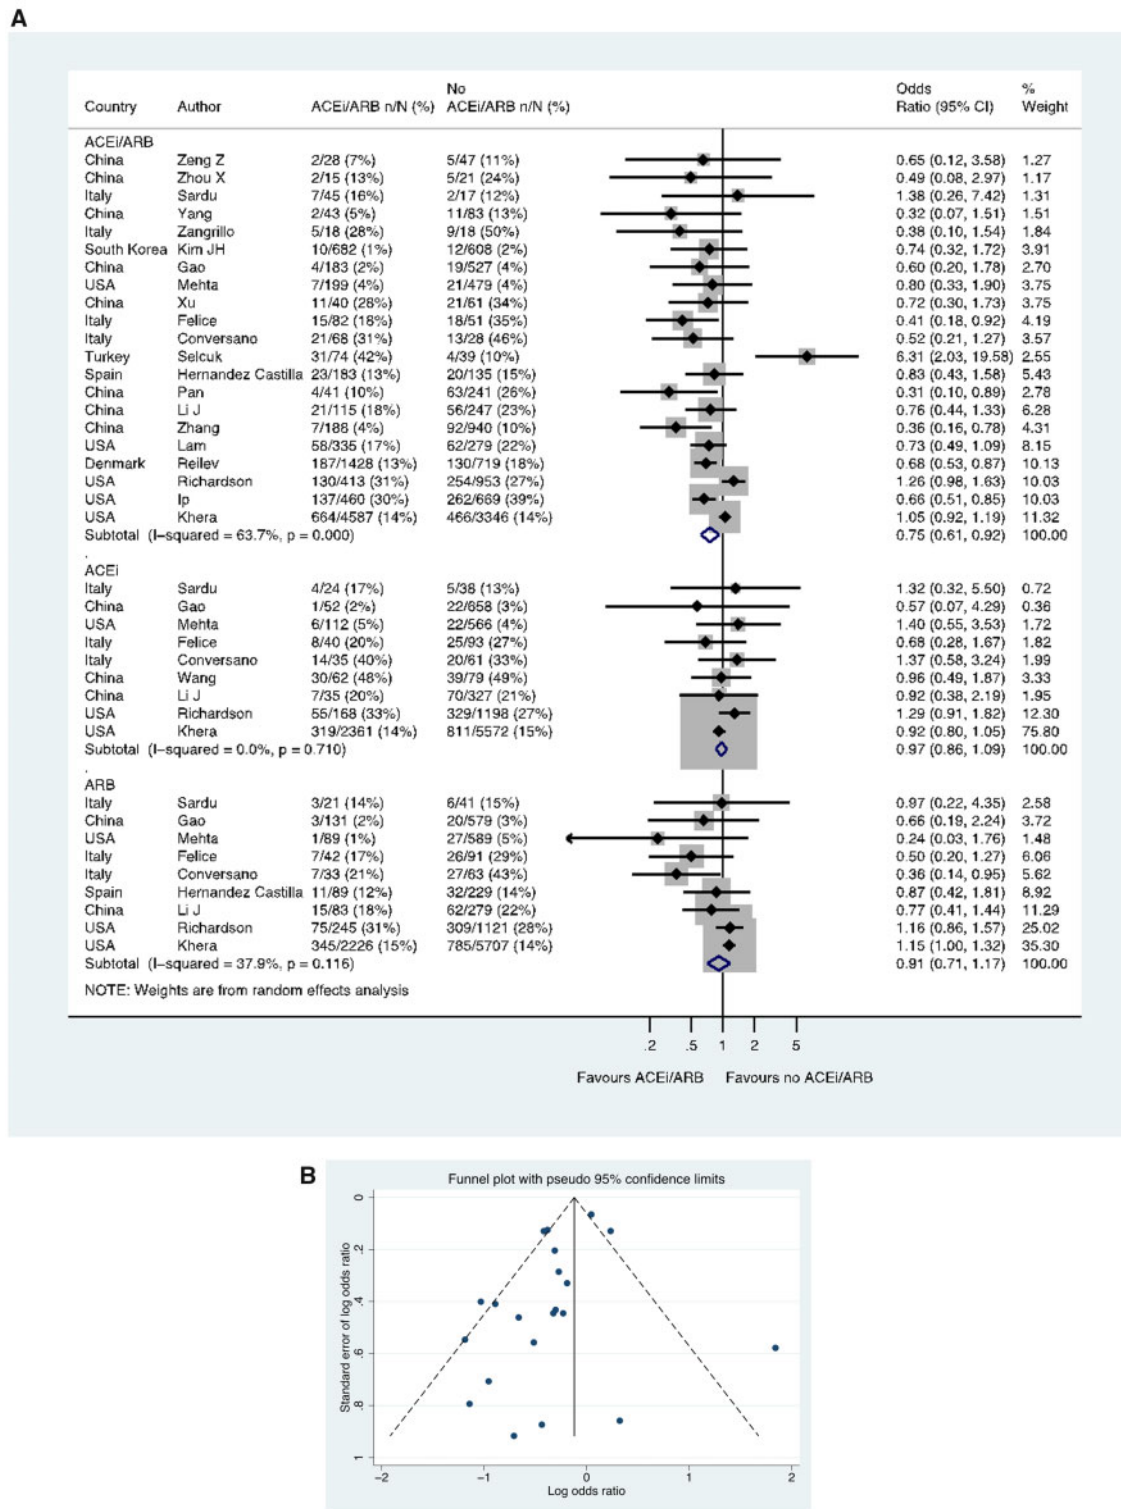 A
No Odds %
Country Author ACEi/ARB n/N (%) ACEi/ARB n/N (%) Ratio (95% CI) Weight
ACEi/ARB
China Zeng Z 2/28 (7%) 5/47 (11%) 0.65 (0.12, 3.58) 1.27
China Zhou X 2/15 (13%) 5/21 (24%) 0.49 (0.08, 2.97) 1.17
Italy Sardu 7/45 (16%) 2/17 (12%) 1.38 (0.26, 7.42) 1.31
China Yang 2/43 (5%) 11/83 (13%) 0.32 (0.07, 1.51) 1.51
Italy Zangrillo 5/18 (28%) 9/18 (50%) 0.38 (0.10, 1.54) 1.84
South Korea Kim JH 10/682 (1%) 12/608 (2%) 0.74 (0.32, 1.72) 3.91
China Gao 4/183 (2%) 19/527 (4%) 0.60 (0.20, 1.78) 2.70
USA Mehta 7/199 (4%) 21/479 (4%) 0.80 (0.33, 1.90) 3.75
China Xu 11/40 (28%) 21/61 (34%) 0.72 (0.30, 1.73) 3.75
Italy Felice 15/82 (18%) 18/51 (35%) 0.41 (0.18, 0.92) 4.19
Italy Conversano 21/68 (31%) 13/28 (46%) 0.52 (0.21, 1.27) 3.57
Turkey Selcuk 31/74 (42%) 4/39 (10%) 6.31 (2.03, 19.58) 2.55
Spain Hernandez Castilla 23/183 (13%) 20/135 (15%) 0.83 (0.43, 1.58) 5.43
China Pan 4/41 (10%) 63/241 (26%) 0.31 (0.10, 0.89) 2.78
China Li J 21/115 (18%) 56/247 (23%) 0.76 (0.44, 1.33) 6.28
China Zhang 7/188 (4%) 92/940 (10%) 0.36 (0.16, 0.78) 4.31
USA Lam 58/335 (17%) 62/279 (22%) 0.73 (0.49, 1.09) 8.15
Denmark Reilev 187/1428 (13%) 130/719 (18%) 0.68 (0.53, 0.87) 10.13
USA Richardson 130/413 (31%) 254/953 (27%) 1.26 (0.98, 1.63) 10.03
USA Ip 137/460 (30%) 262/669 (39%) 0.66 (0.51, 0.85) 10.03
USA Khera 664/4587 (14%) 466/3346 (14%) 1.05 (0.92, 1.19) 11.32
Subtotal (I-squared = 63.7%, p = 0.000) 0.75 (0.61, 0.92) 100.00
.
ACEi
Italy Sardu 4/24 (17%) 5/38 (13%) 1.32 (0.32, 5.50) 0.72
China Gao 1/52 (2%) 22/658 (3%) 0.57 (0.07, 4.29) 0.36
USA Mehta 6/112 (5%) 22/566 (4%) 1.40 (0.55, 3.53) 1.72
Italy Felice 8/40 (20%) 25/93 (27%) 0.68 (0.28, 1.67) 1.82
Italy Conversano 14/35 (40%) 20/61 (33%) 1.37 (0.58, 3.24) 1.99
China Wang 30/62 (48%) 39/79 (49%) 0.96 (0.49, 1.87) 3.33
China Li J 7/35 (20%) 70/327 (21%) 0.92 (0.38, 2.19) 1.95
USA Richardson 55/168 (33%) 329/1198 (27%) 1.29 (0.91, 1.82) 12.30
USA Khera 319/2361 (14%) 811/5572 (15%) 0.92 (0.80, 1.05) 75.80
Subtotal (I-squared = 0.0%, p = 0.710) 0.97 (0.86, 1.09) 100.00
.
ARB
Italy Sardu 3/21 (14%) 6/41 (15%) 0.97 (0.22, 4.35) 2.58
China Gao 3/131 (2%) 20/579 (3%) 0.66 (0.19, 2.24) 3.72
USA Mehta 1/89 (1%) 27/589 (5%) 0.24 (0.03, 1.76) 1.48
Italy Felice 7/42 (17%) 26/91 (29%) 0.50 (0.20, 1.27) 6.06
Italy Conversano 7/33 (21%) 27/63 (43%) 0.36 (0.14, 0.95) 5.62
Spain Hernandez Castilla 11/89 (12%) 32/229 (14%) 0.87 (0.42, 1.81) 8.92
China Li J 15/83 (18%) 62/279 (22%) 0.77 (0.41, 1.44) 11.29
USA Richardson 75/245 (31%) 309/1121 (28%) 1.16 (0.86, 1.57) 25.02
USA Khera 345/2226 (15%) 785/5707 (14%) 1.15 (1.00, 1.32) 35.30
Subtotal (I-squared = 37.9%, p = 0.116) 0.91 (0.71, 1.17) 100.00
NOTE: Weights are from random effects analysis
.2 .5 1 2 5
Favours ACEi/ARB Favours no ACEi/ARB
B
Funnel plot with pseudo 95% confidence limits
Standard error of log odds ratio
0
.2
.4
.6
.8
1
-2 -1 0 1 2
Log odds ratio